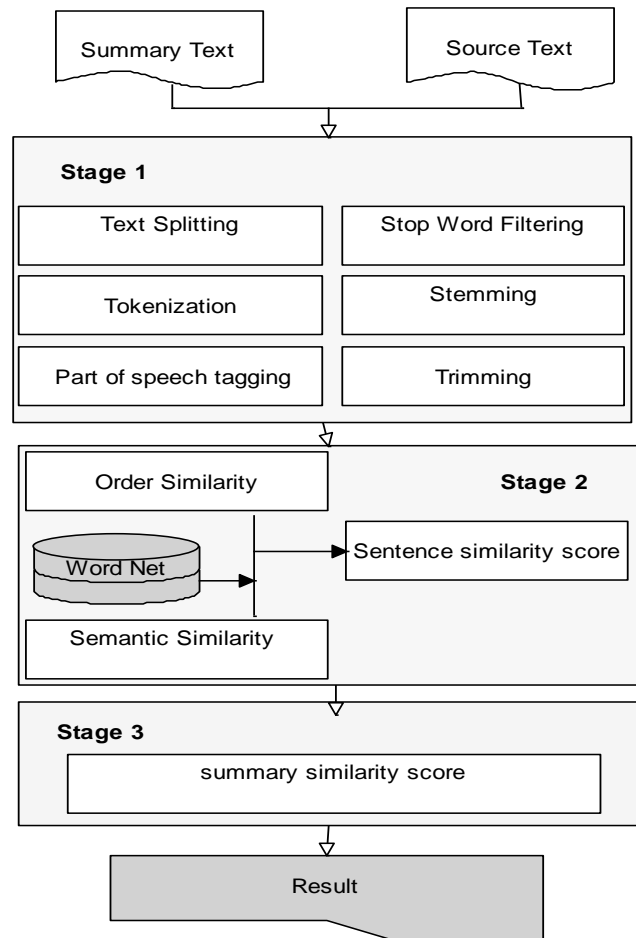 Summary Text
Source Text
Stage 1
Text Splitting
Stop Word Filtering
Tokenization
Stemming
Part of speech tagging
Trimming
Order Similarity
Stage 2
Word Net
Sentence similarity score
Semantic Similarity
Stage 3
summary similarity score
Result